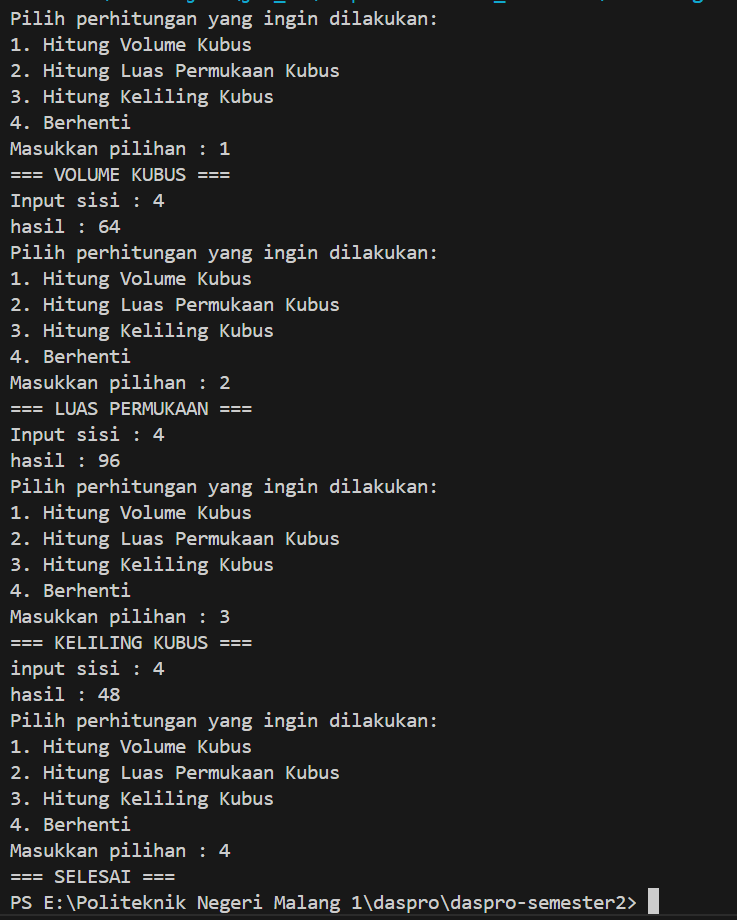 Pilih perhitungan yang ingin dilakukan:
1. Hitung Volume Kubus
2. Hitung Luas Permukaan Kubus
3. Hitung Keliling Kubus
4. Berhenti
Masukkan pilihan : 1
=== VOLUME KUBUS ===
Input sisi : 4
hasil : 64
Pilih perhitungan yang ingin dilakukan:
1. Hitung Volume Kubus
2. Hitung Luas Permukaan Kubus
3. Hitung Keliling Kubus
4. Berhenti
Masukkan pilihan : 2
=== LUAS PERMUKAAN ===
Input sisi : 4
hasil : 96
Pilih perhitungan yang ingin dilakukan:
1. Hitung Volume Kubus
2. Hitung Luas Permukaan Kubus
3. Hitung Keliling Kubus
4. Berhenti
Masukkan pilihan : 3
=== KELILING KUBUS ===
input sisi : 4
hasil : 48
Pilih perhitungan yang ingin dilakukan:
1. Hitung Volume Kubus
2. Hitung Luas Permukaan Kubus
3. Hitung Keliling Kubus
4. Berhenti
Masukkan pilihan : 4
=== SELESAI ===
PS E:\Politeknik Negeri Malang 1\daspro\daspro-semester2>